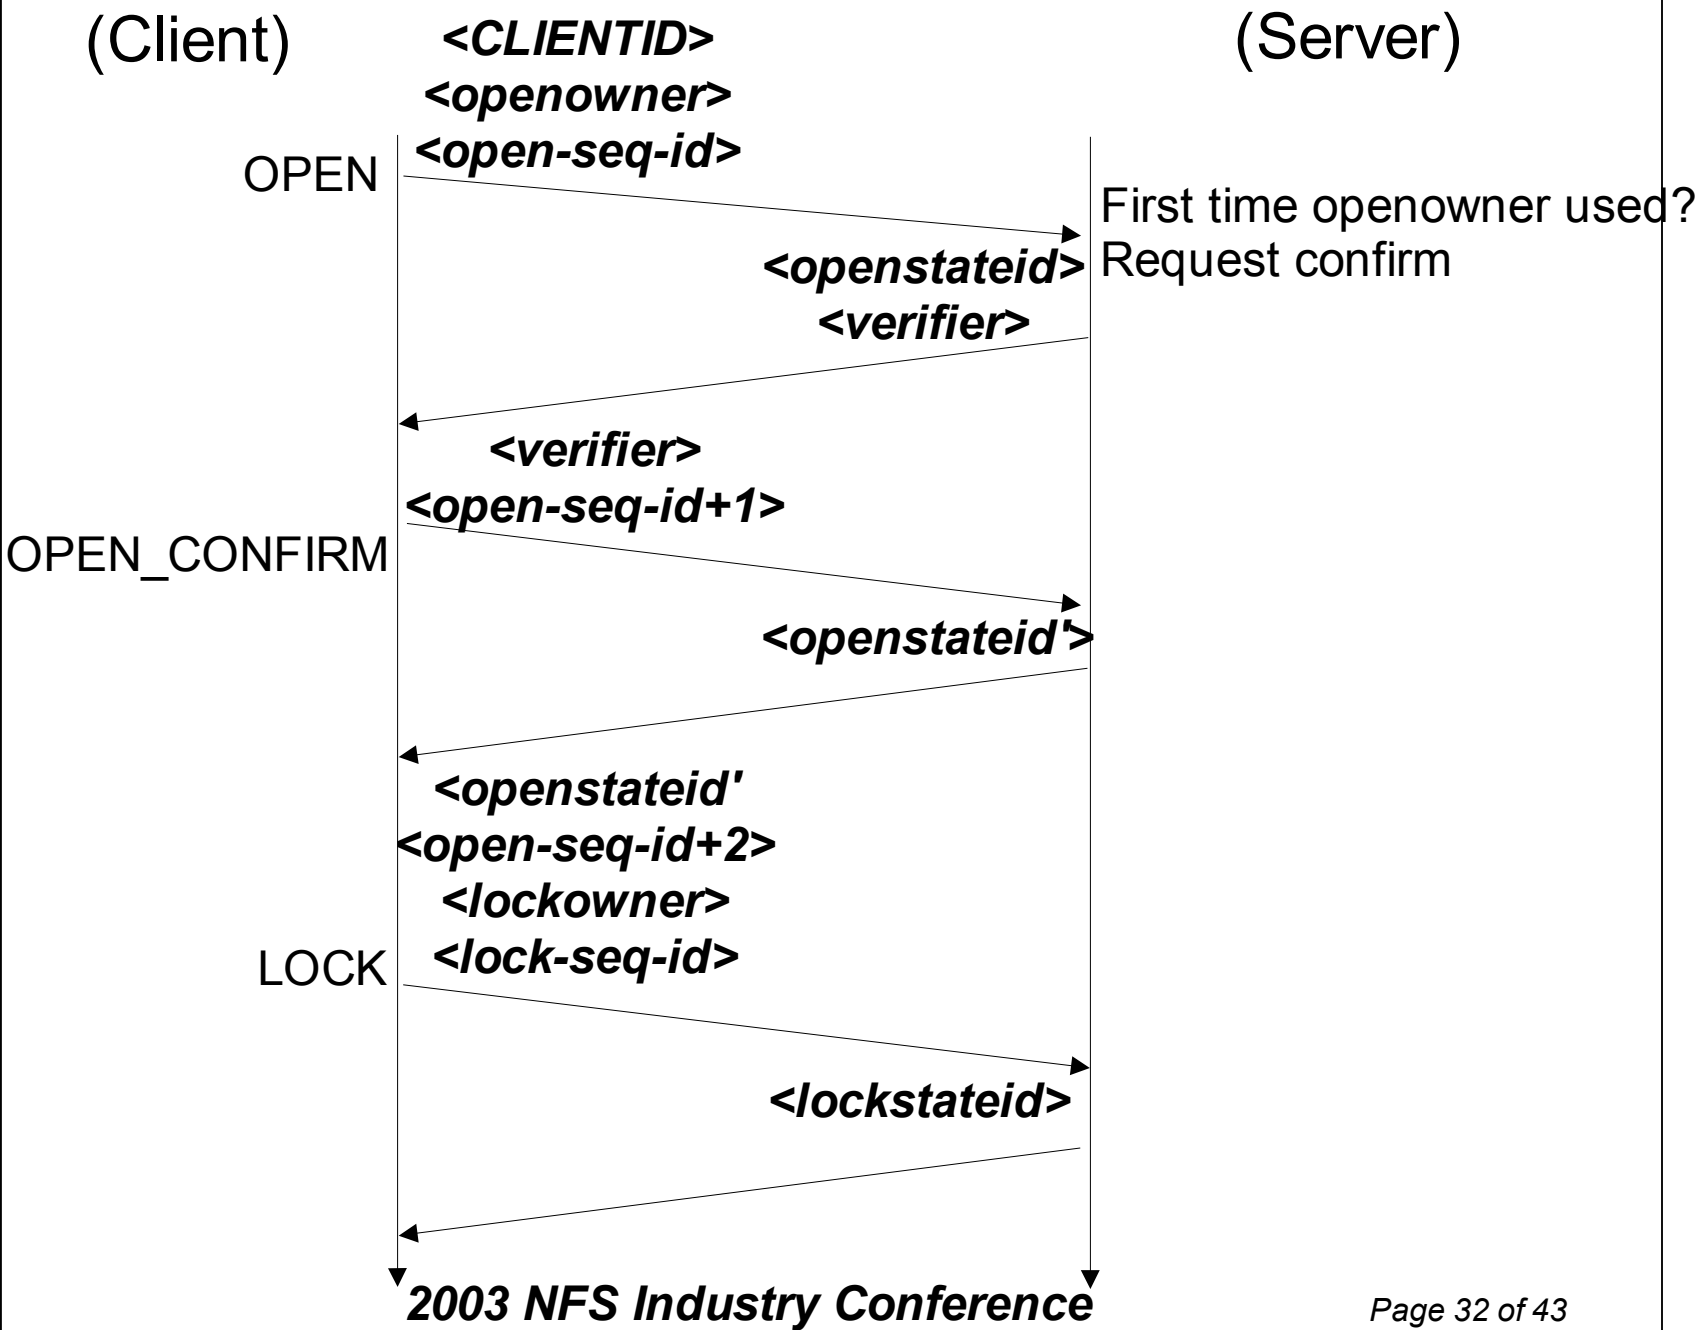 (Client)
<CLIENTID>
(Server)
<openowner>
<open-seq-id>
OPEN
First time openowner used?
Request confirm
<openstateid>
<verifier>
<verifier>
<open-seq-id+1>
OPEN_CONFIRM
<openstateid'>
<openstateid'
<open-seq-id+2>
<lockowner>
<lock-seq-id>
LOCK
<lockstateid>
2003 NFS Industry Conference
Page 32 of 43